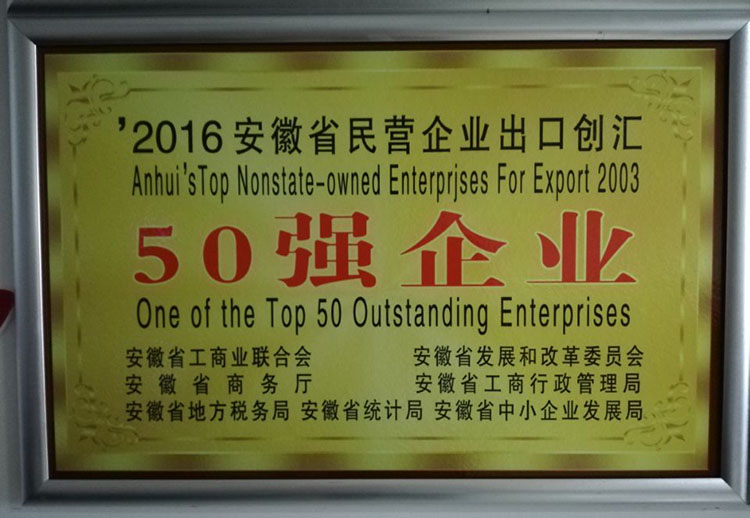 '2016安徽省民营企业出口创汇
Anhui'sTop Nonstate-owned Enterprjses For Export 2003
50强企业
One of the Top 50 Outstanding Enterprises
安徽省工商业联合会 安徽省发展和改革委员会
安徽省商务厅 安徽省工商行政管理局
安徽省地方税务局 安徽省统计局 安徽省中小企业发展局